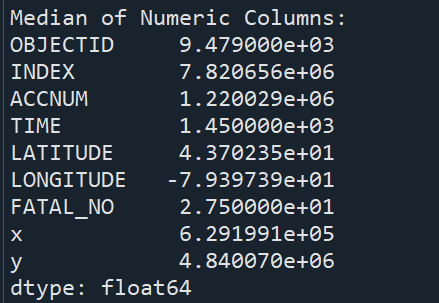 Median of Numeric Columns:
OBJECTID     9.479000e+03
INDEX        7.820656e+06
ACCNUM       1.220029e+06
TIME         1.450000e+03
LATITUDE     4.370235e+01
LONGITUDE   -7.939739e+01
FATAL_NO     2.750000e+01
x            6.291991e+05
y            4.840070e+06
dtype: float64